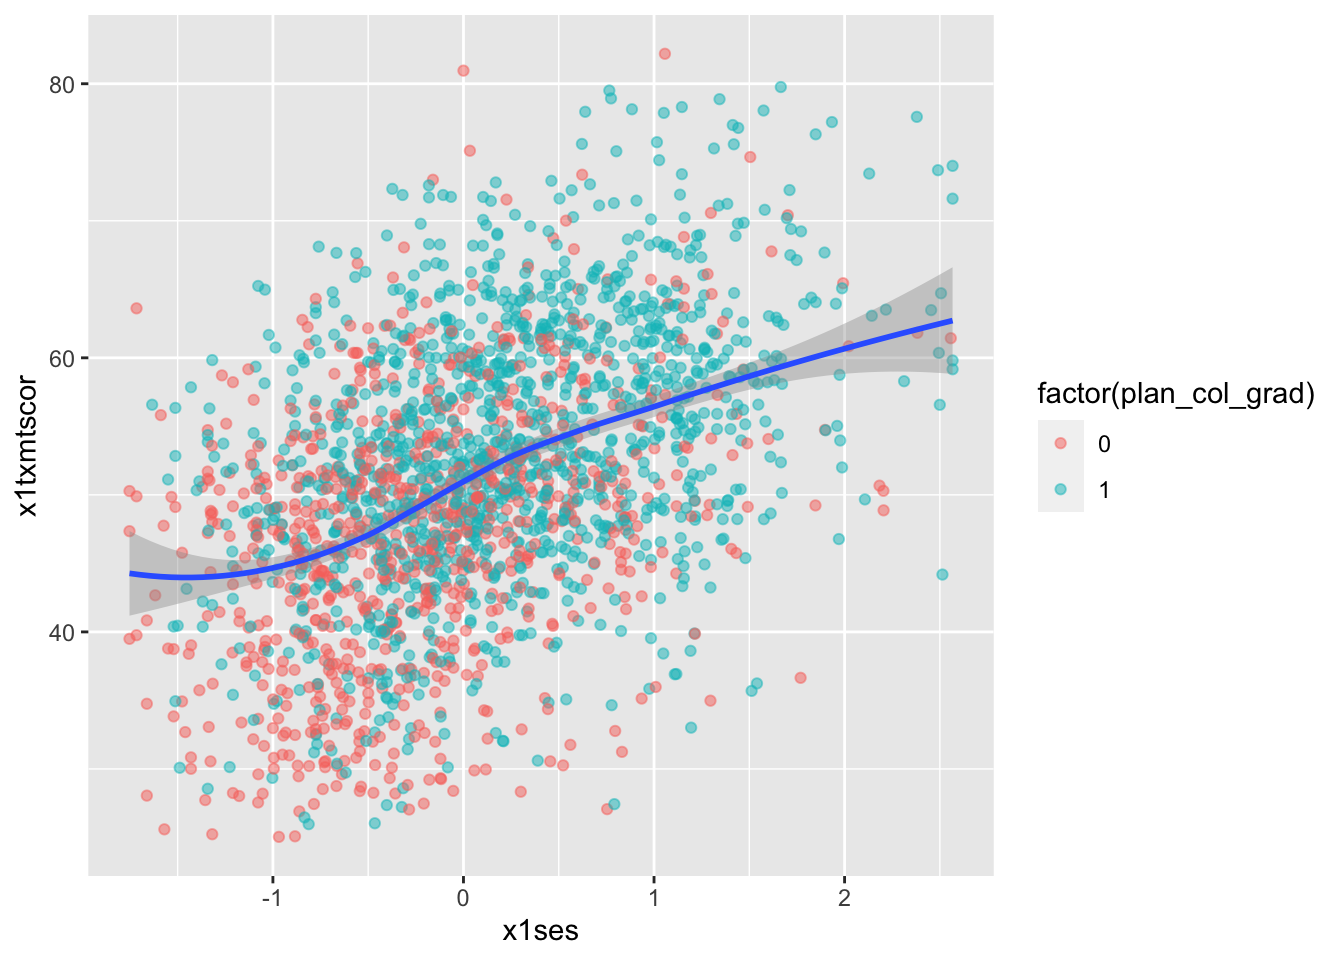 80
60
40
x1txmtscor
-1 0 1 2
x1ses
factor(plan_col_grad)
0
1